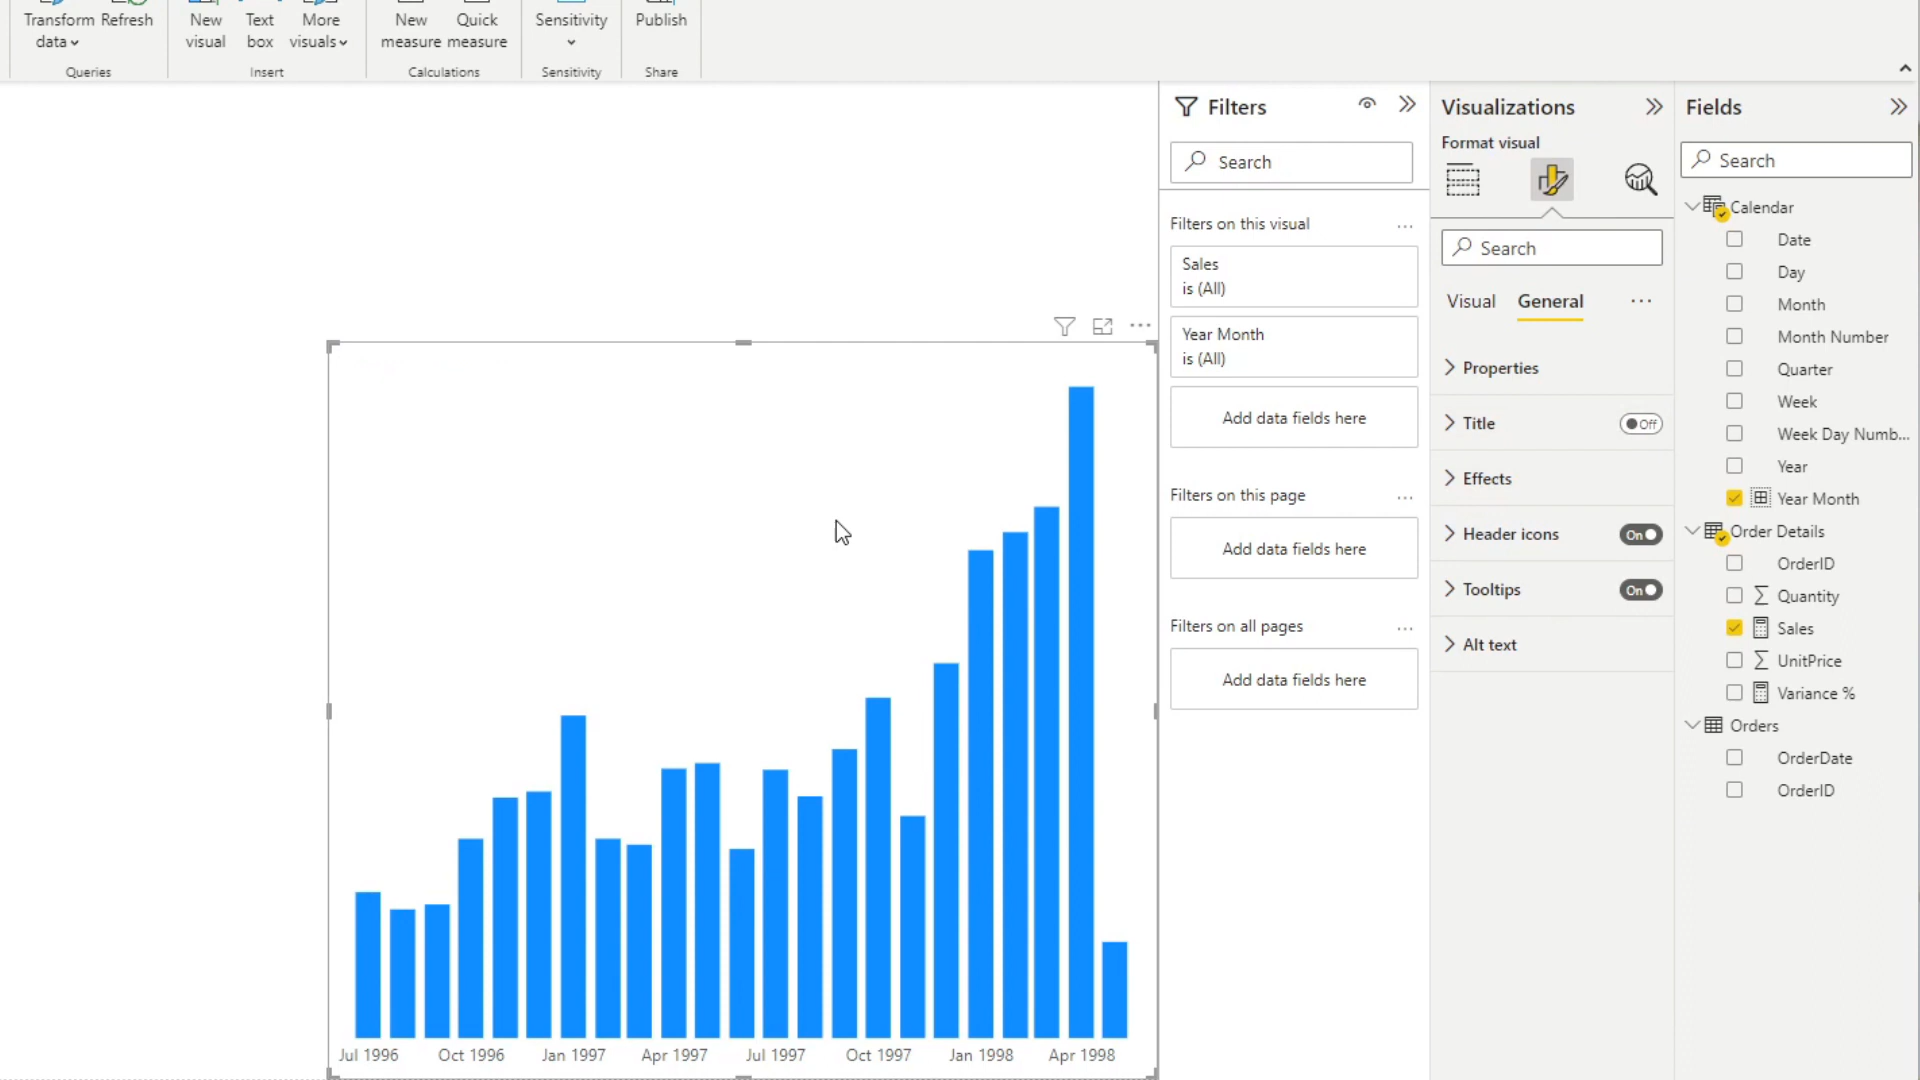 Transform Refresh
data
New
visual
Text
box
More
visuals
New
measure
Quick
measure
Sensitivity
Publish
Queries
Insert
Calculations
Sensitivity
Share
Filters
Search
Filters on this visual
...
Sales
is (All)
Year Month
is (All)
Add data fields here
Filters on this page
...
Add data fields here
Filters on all pages
...
Add data fields here
Visualizations
Format visual
Search
Visual General ...
Properties
Title Off
Effects
Header icons On
Tooltips On
Alt text
Fields
Search
Calendar
Date
Day
Month
Month Number
Quarter
Week
Week Day Numb...
Year
Year Month
Order Details
OrderID
Quantity
Sales
UnitPrice
Variance %
Orders
OrderDate
OrderID
Jul 1996 Oct 1996 Jan 1997 Apr 1997 Jul 1997 Oct 1997 Jan 1998 Apr 1998